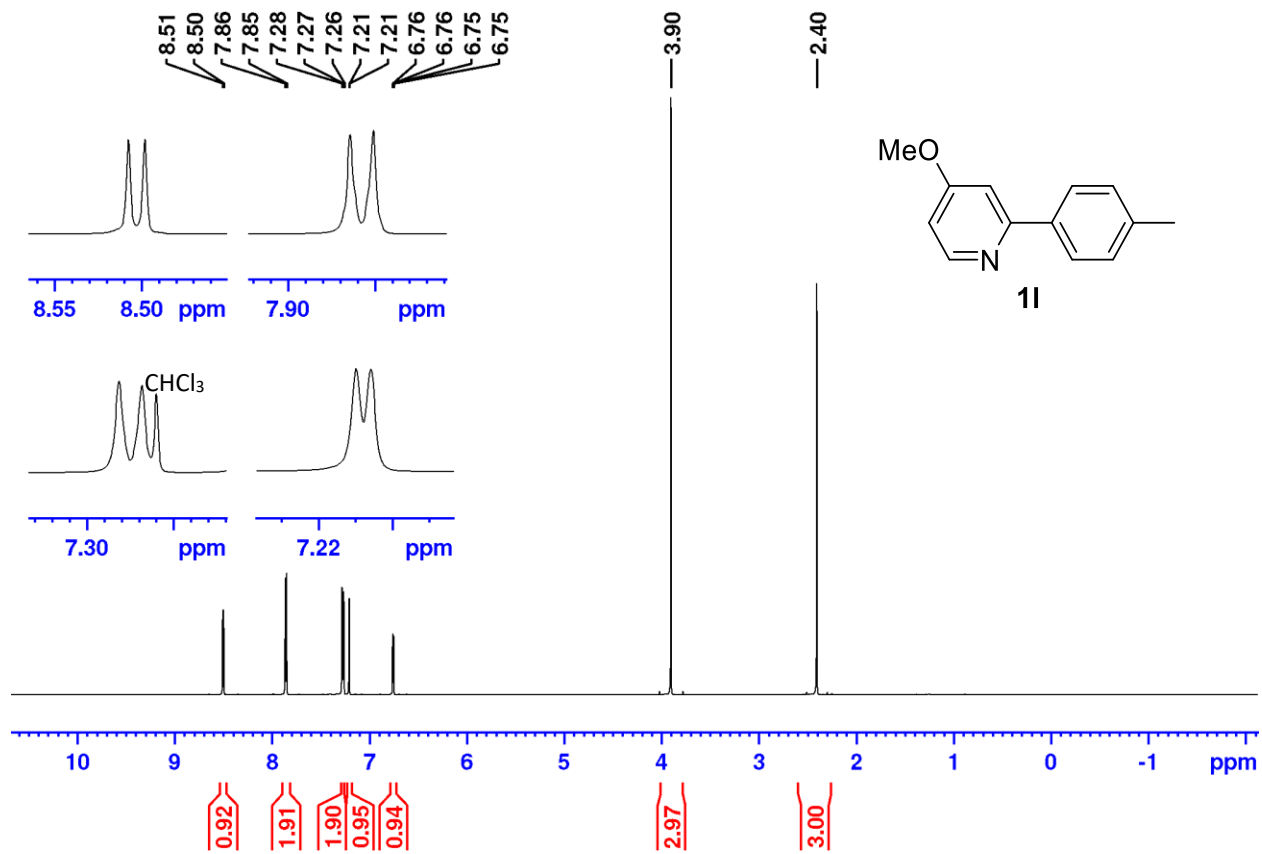 8.51
8.50
7.86
7.85
7.28
7.27
7.26
7.21
7.21
6.76
6.76
6.75
6.75
3.90
2.40
MeO
N
1l
8.55 8.50 ppm
7.90 ppm
CHCl₃
7.30 ppm
7.22 ppm
10 9 8 7 6 5 4 3 2 1 0 -1 ppm
0.92
1.91
1.90
0.95
0.94
2.97
3.00